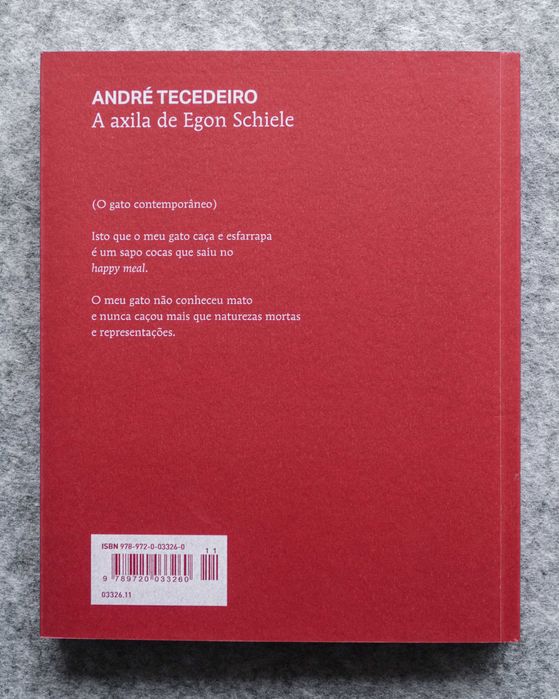 ANDRÉ TECEDEIRO
A axila de Egon Schiele
(O gato contemporâneo)
Isto que o meu gato caça e esfarrapa
é um sapo cocas que saiu no
happy meal.
O meu gato não conheceu mato
e nunca caçou mais que naturezas mortas
e representações.
ISBN 978-972-0-03326-0
11
9 789720 033260
03326.11